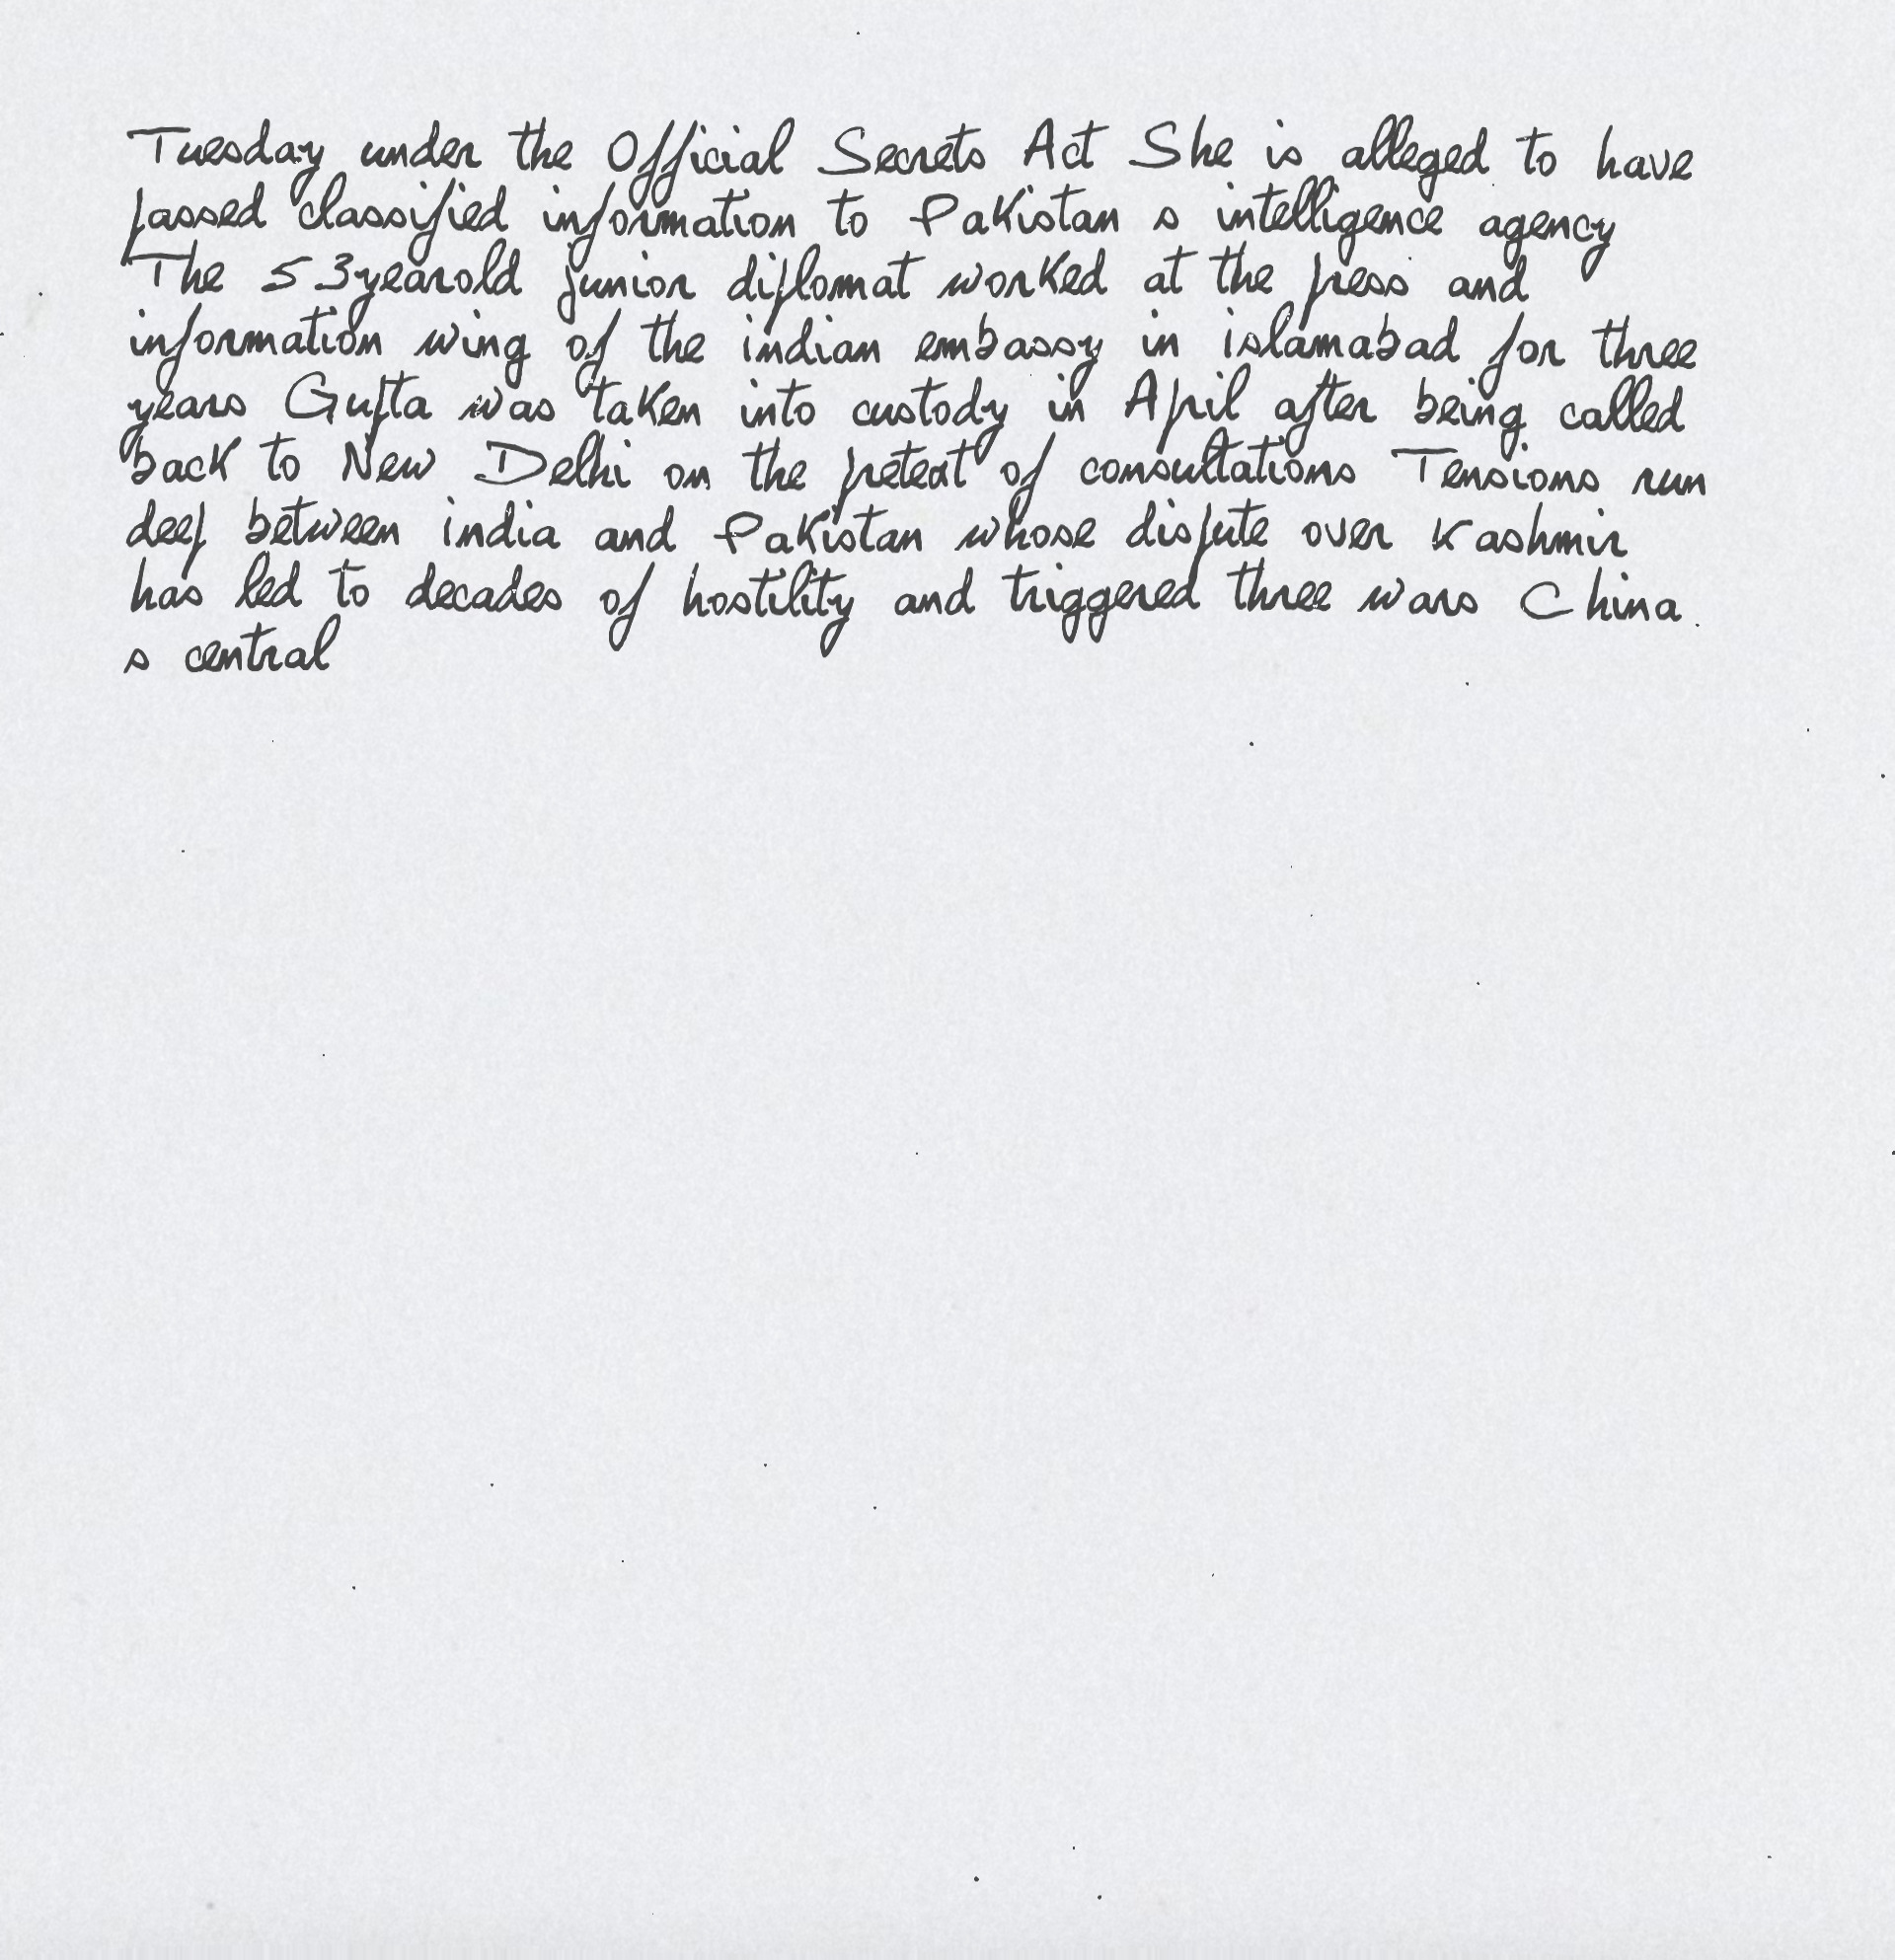 Tuesday under the Official Secrets Act She is alleged to have
passed classified information to Pakistan s intelligence agency
The 53yearold junior diplomat worked at the press and
information wing of the indian embassy in islamabad for three
years Gupta was taken into custody in April after being called
back to New Delhi on the pretext of consultations Tensions run
deep between india and Pakistan whose dispute over Kashmir
has led to decades of hostility and triggered three wars China
s central